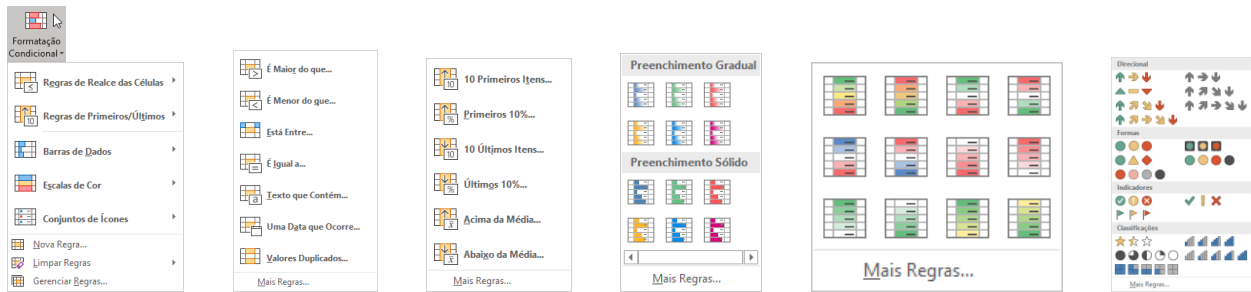 Formatação
Condicional
Regras de Realce das Células
Regras de Primeiros/Últimos
Barras de Dados
Escalas de Cor
Conjuntos de Ícones
Nova Regra...
Limpar Regras
Gerenciar Regras...
É Maior do que...
É Menor do que...
Está Entre...
É Igual a...
Texto que Contém...
Uma Data que Ocorre...
Valores Duplicados...
Mais Regras...
10 Primeiros Itens...
Primeiros 10%...
10 Últimos Itens...
Últimos 10%...
Acima da Média...
Abaixo da Média...
Mais Regras...
Preenchimento Gradual
Preenchimento Sólido
Mais Regras...
Mais Regras...
Direcional
Formas
Indicadores
Classificações
Mais Regras...